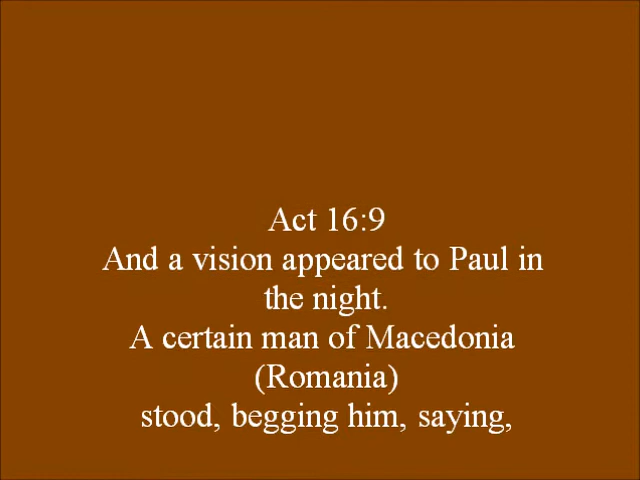 Act 16:9
And a vision appeared to Paul in
the night.
A certain man of Macedonia
(Romania)
stood, begging him, saying,